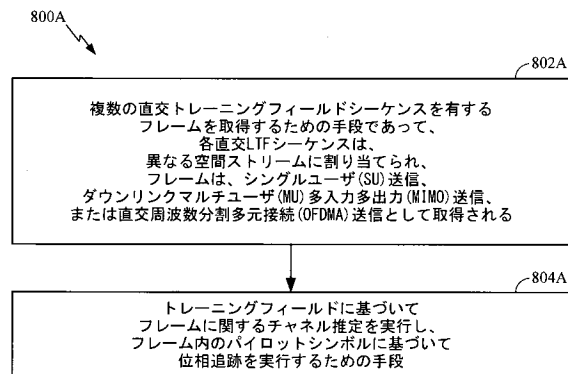 800A
802A
複数の直交トレーニングフィールドシーケンスを有する
フレームを取得するための手段であって、
各直交LTFシーケンスは、
異なる空間ストリームに割り当てられ、
フレームは、シングルユーザ(SU)送信、
ダウンリンクマルチユーザ(MU)多入力多出力(MIMO)送信、
または直交周波数分割多元接続(OFDMA)送信として取得される
804A
トレーニングフィールドに基づいて
フレームに関するチャネル推定を実行し、
フレーム内のパイロットシンボルに基づいて
位相追跡を実行するための手段